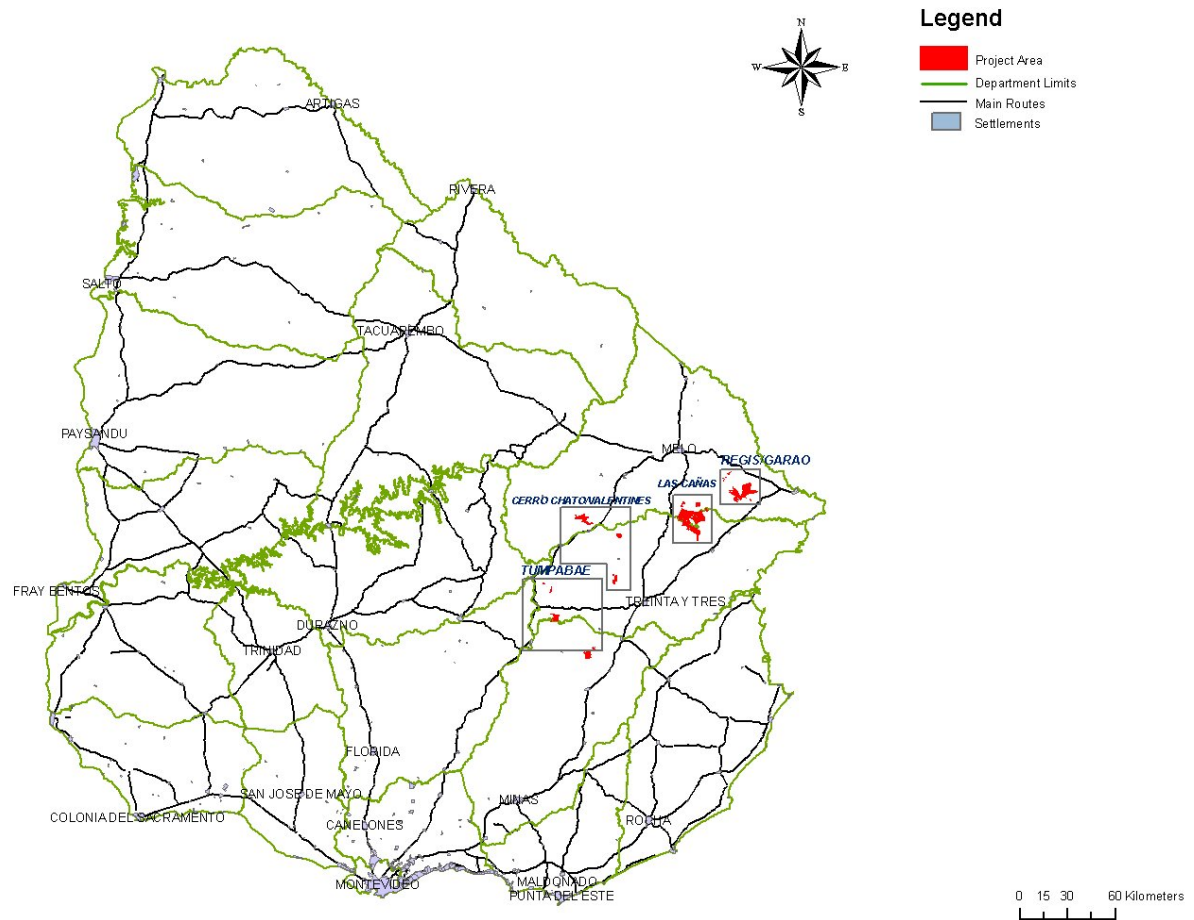 Legend
N
Project Area
W
E
Department Limits
Main Routes
S
Settlements
ARTIGAS
RIVERA
SALTO
TACUAREMBO
PAYSANDU
MELO
REGIS/GARAO
LAS CAÑAS
CERRO CHATO/VALENTINES
TUMPABAE
FRAY BENTOS
TREINTA Y TRES
DURAZNO
TRINIDAD
FLORIDA
SAN JOSE DE MAYO
MINAS
COLONIA DEL SACRAMENTO
CANELONES
ROCHA
MONTEVIDEO
MALDONADO
PUNTA DEL ESTE
0 15 30 60 Kilometers